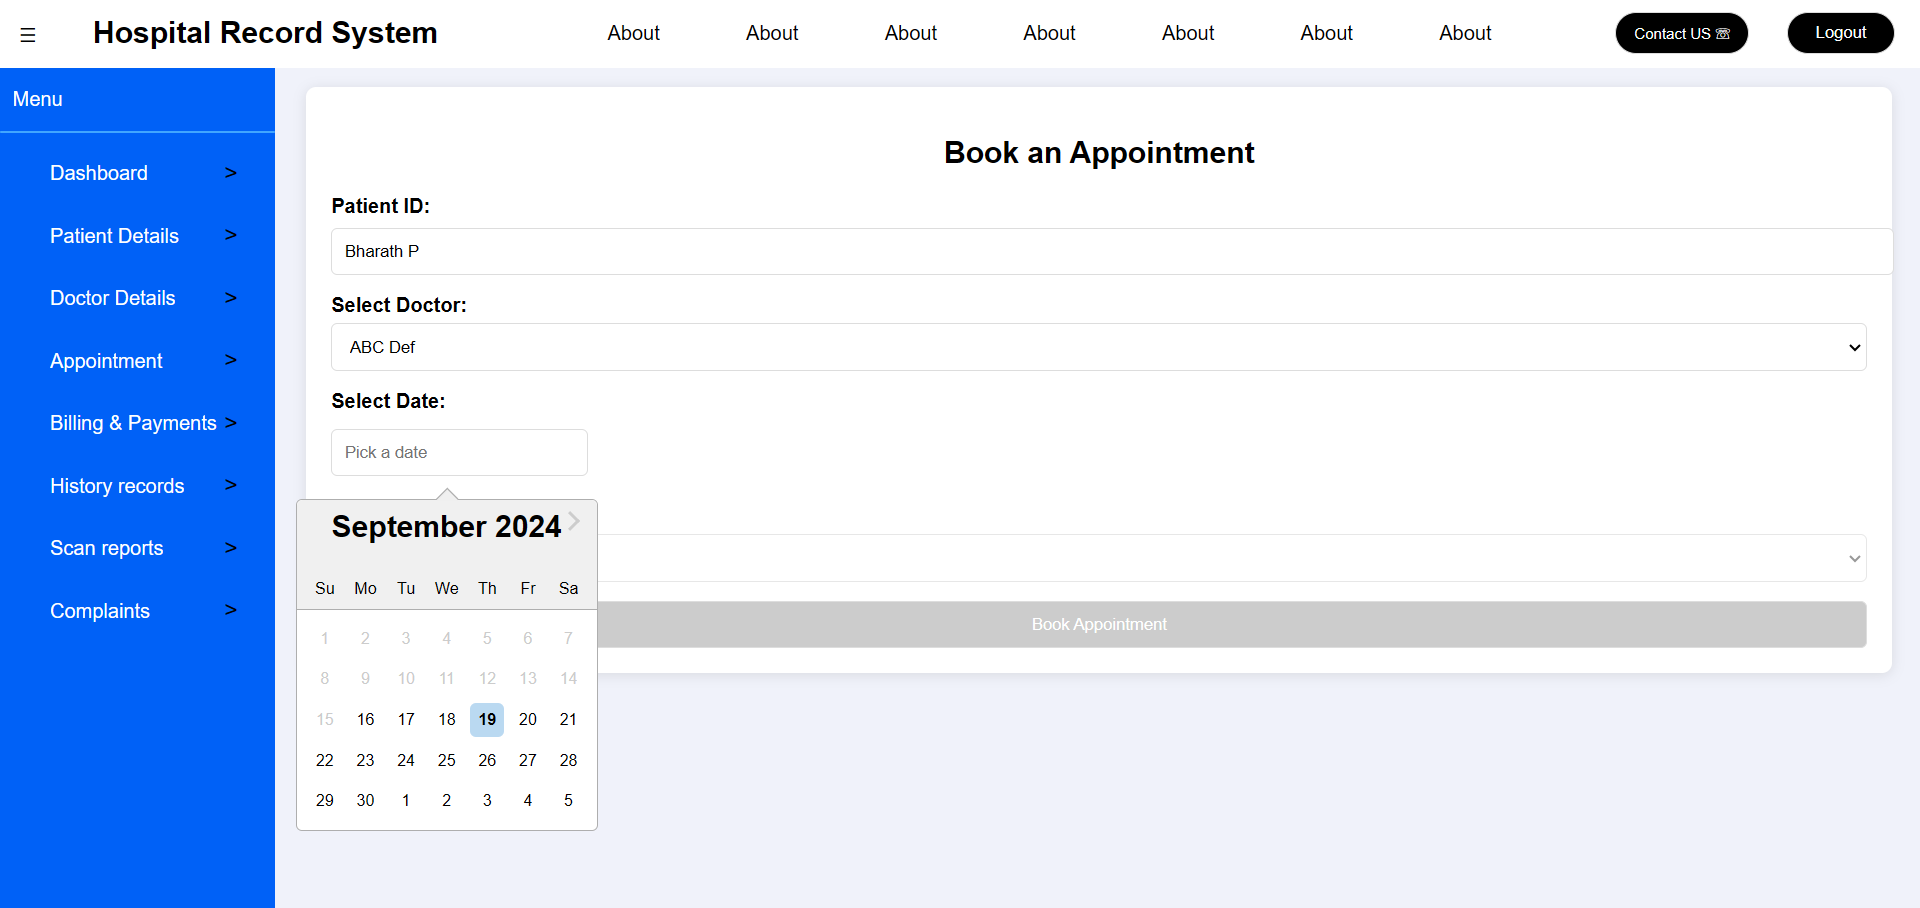 ☰ Hospital Record System About About About About About About About Contact US ☏ Logout
Menu
Dashboard >
Patient Details >
Doctor Details >
Appointment >
Billing & Payments >
History records >
Scan reports >
Complaints >
Book an Appointment
Patient ID:
Bharath P
Select Doctor:
ABC Def
Select Date:
Pick a date
September 2024
Su Mo Tu We Th Fr Sa
1 2 3 4 5 6 7
8 9 10 11 12 13 14
15 16 17 18 19 20 21
22 23 24 25 26 27 28
29 30 1 2 3 4 5
Book Appointment